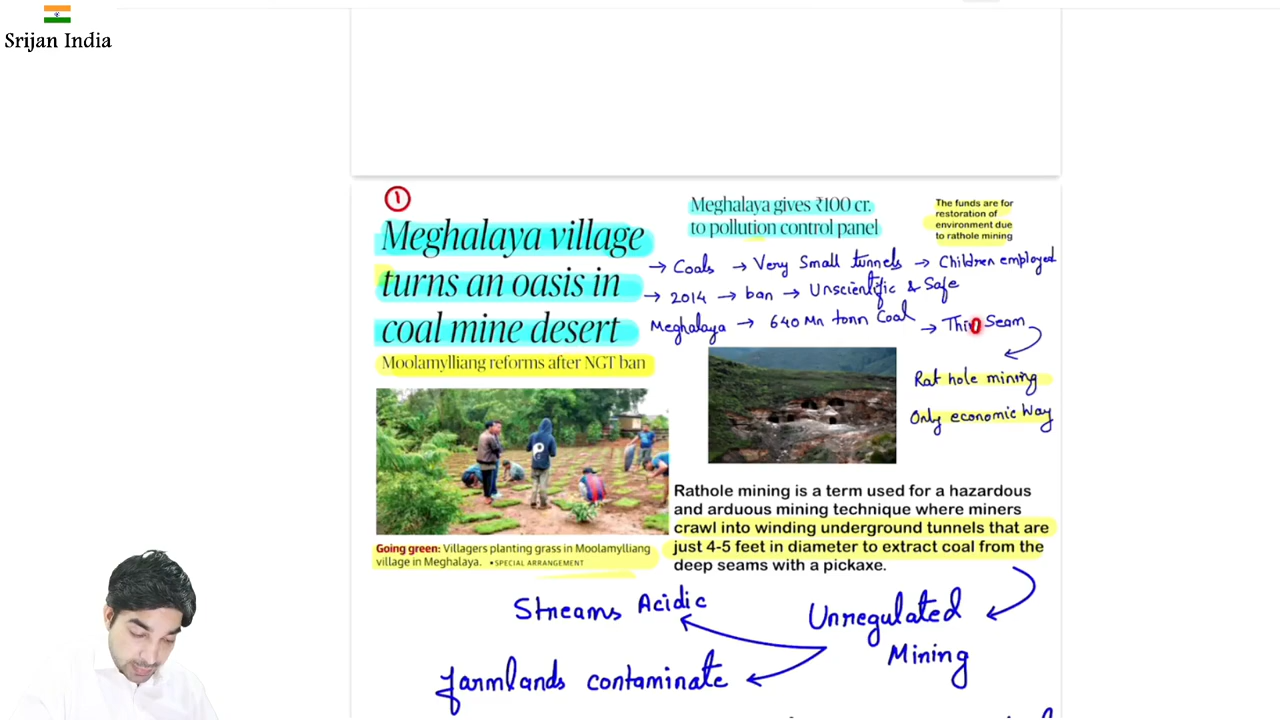 Srijan India
1
Meghalaya village
turns an oasis in
coal mine desert
Moolamylliang reforms after NGT ban
Meghalaya gives ₹100 cr.
to pollution control panel
The funds are for
restoration of
environment due
to rathole mining
→ Coals → Very Small tunnels → Children employed
→ 2014 → ban → Unscientific & Safe
Meghalaya → 640 Mn tonn Coal → Thin Seam
Rat hole mining
Only economic Way
Going green: Villagers planting grass in Moolamylliang
village in Meghalaya. • SPECIAL ARRANGEMENT
Rathole mining is a term used for a hazardous
and arduous mining technique where miners
crawl into winding underground tunnels that are
just 4-5 feet in diameter to extract coal from the
deep seams with a pickaxe.
Streams Acidic
Unregulated
Mining
farmlands contaminate